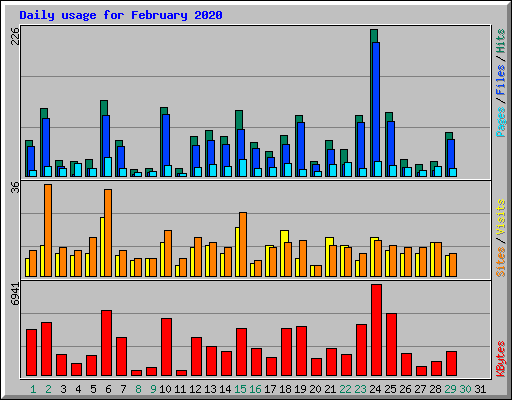 Daily usage for February 2020
226
Pages / Files / Hits
36
Sites / Visits
6941
KBytes
1 2 3 4 5 6 7 8 9 10 11 12 13 14 15 16 17 18 19 20 21 22 23 24 25 26 27 28 29 30 31